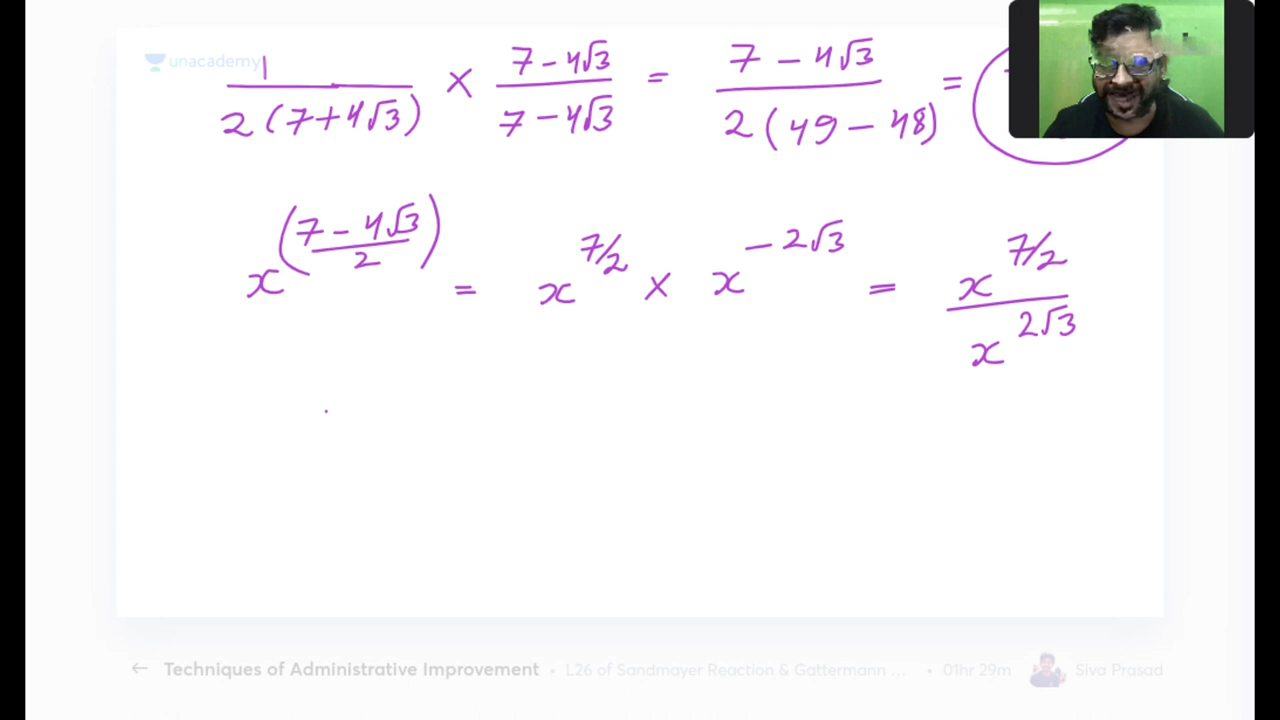 unacademy
1/(2(7+4√3)) × (7-4√3)/(7-4√3) = (7-4√3)/(2(49-48)) =
x^((7-4√3)/2) = x^(7/2) × x^(-2√3) = x^(7/2)/x^(2√3)
← Techniques of Administrative Improvement • L26 of Sandmayer Reaction & Gattermann ... • 01hr 29m Siva Prasad